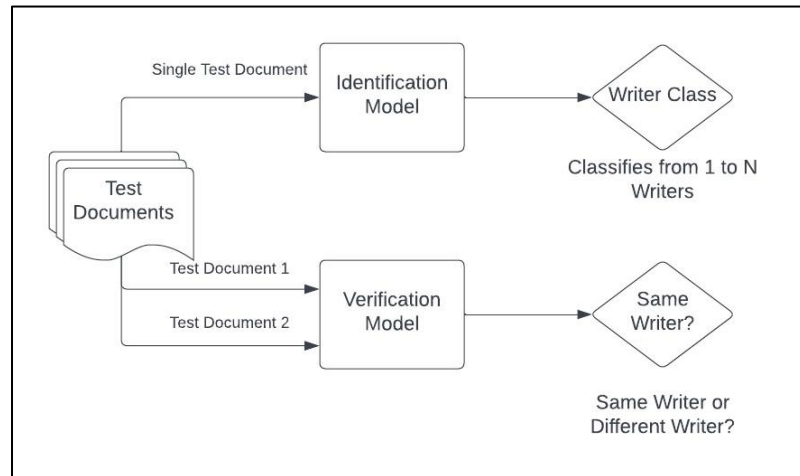 Single Test Document
Identification
Model
Writer Class
Classifies from 1 to N
Writers
Test
Documents
Test Document 1
Test Document 2
Verification
Model
Same
Writer?
Same Writer or
Different Writer?